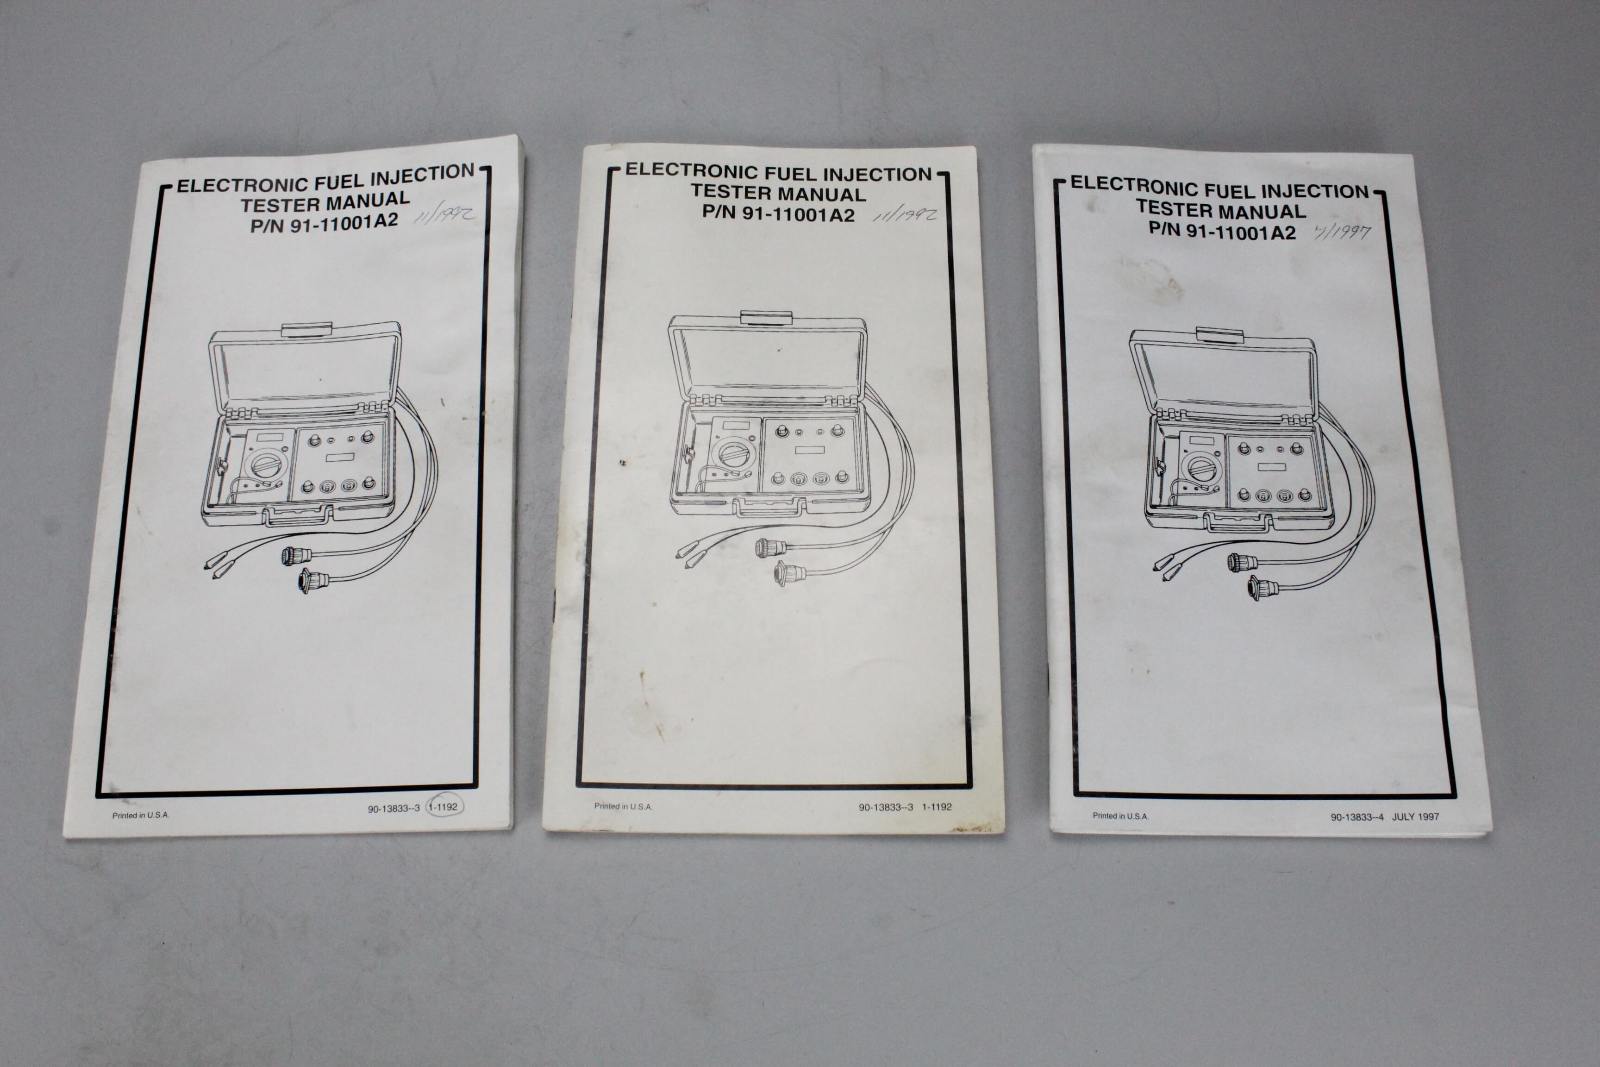 ELECTRONIC FUEL INJECTION
TESTER MANUAL
P/N 91-11001A2 11/1992
Printed in U.S.A.
90-13833--3 1-1192
ELECTRONIC FUEL INJECTION
TESTER MANUAL
P/N 91-11001A2 11/1992
Printed in U.S.A.
90-13833--3 1-1192
ELECTRONIC FUEL INJECTION
TESTER MANUAL
P/N 91-11001A2 7/1997
Printed in U.S.A.
90-13833--4 JULY 1997